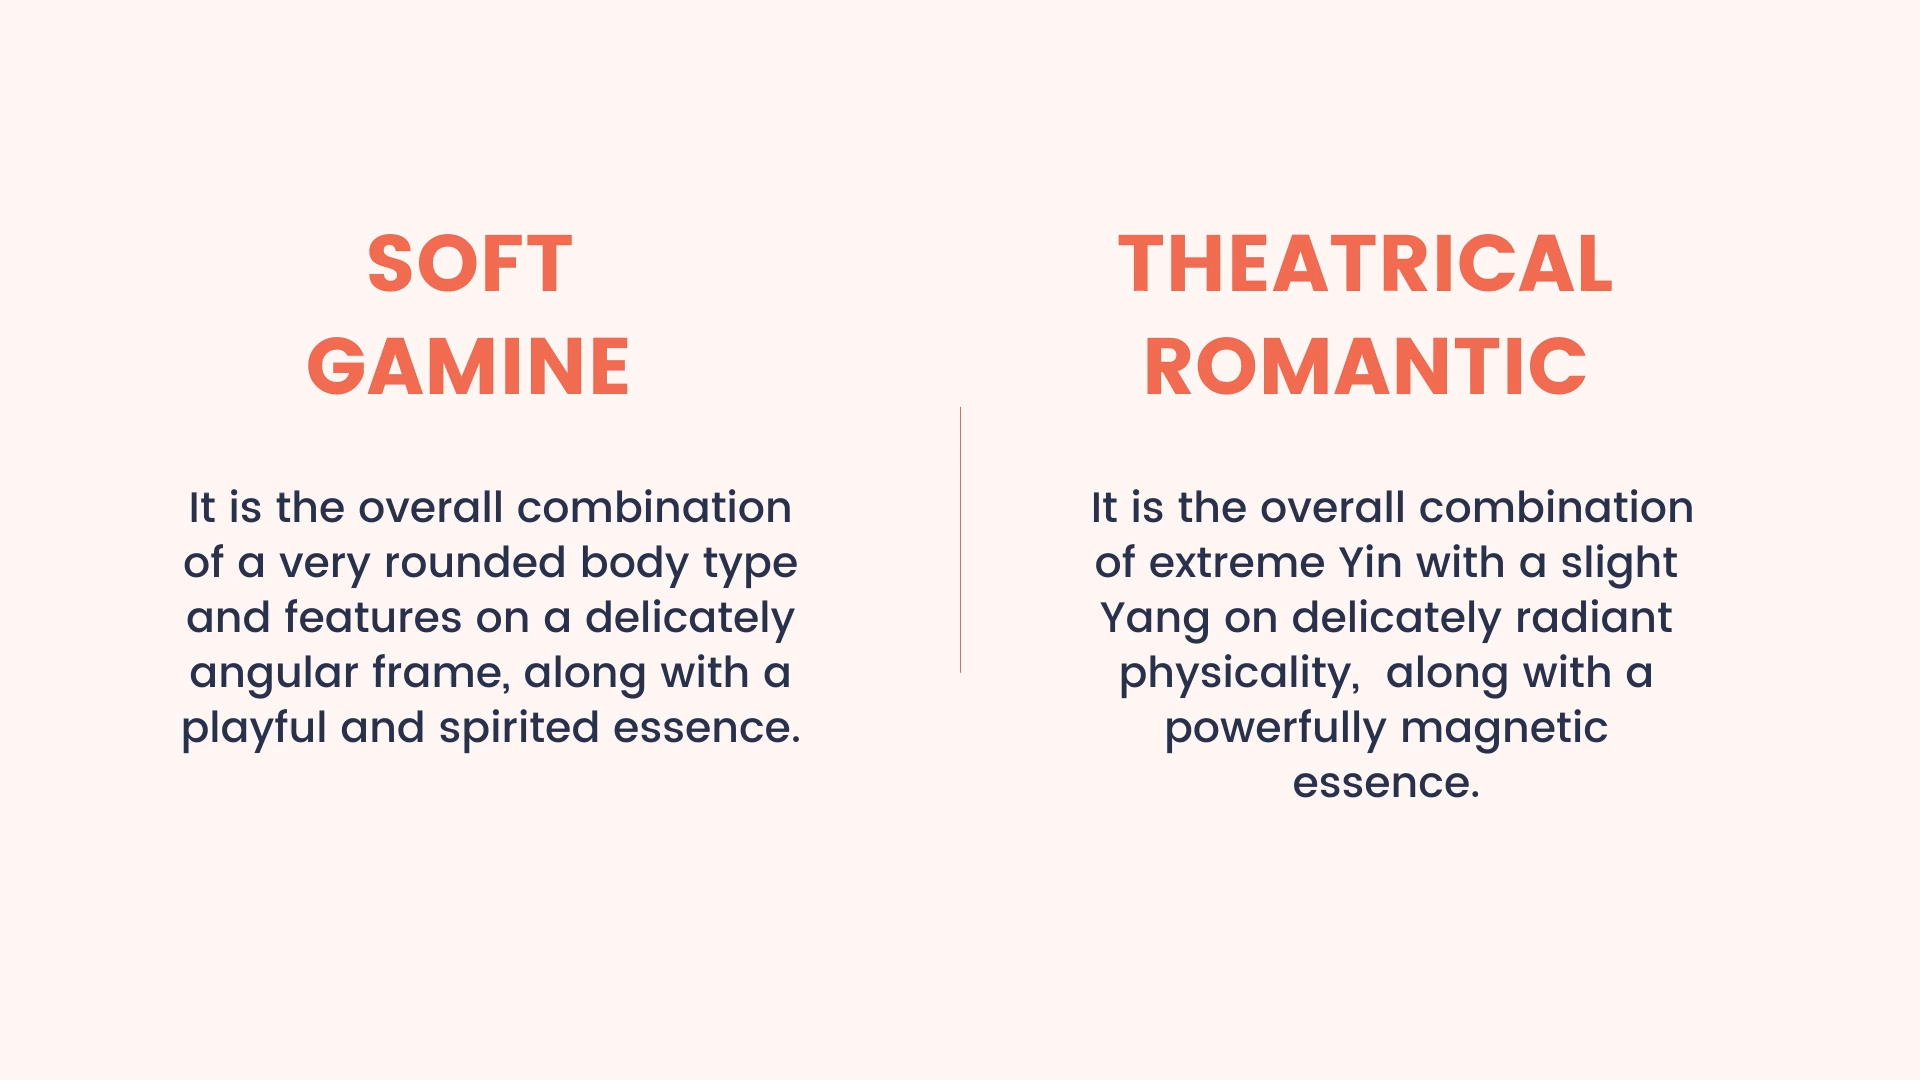 SOFT
GAMINE
It is the overall combination
of a very rounded body type
and features on a delicately
angular frame, along with a
playful and spirited essence.
THEATRICAL
ROMANTIC
It is the overall combination
of extreme Yin with a slight
Yang on delicately radiant
physicality,  along with a
powerfully magnetic
essence.